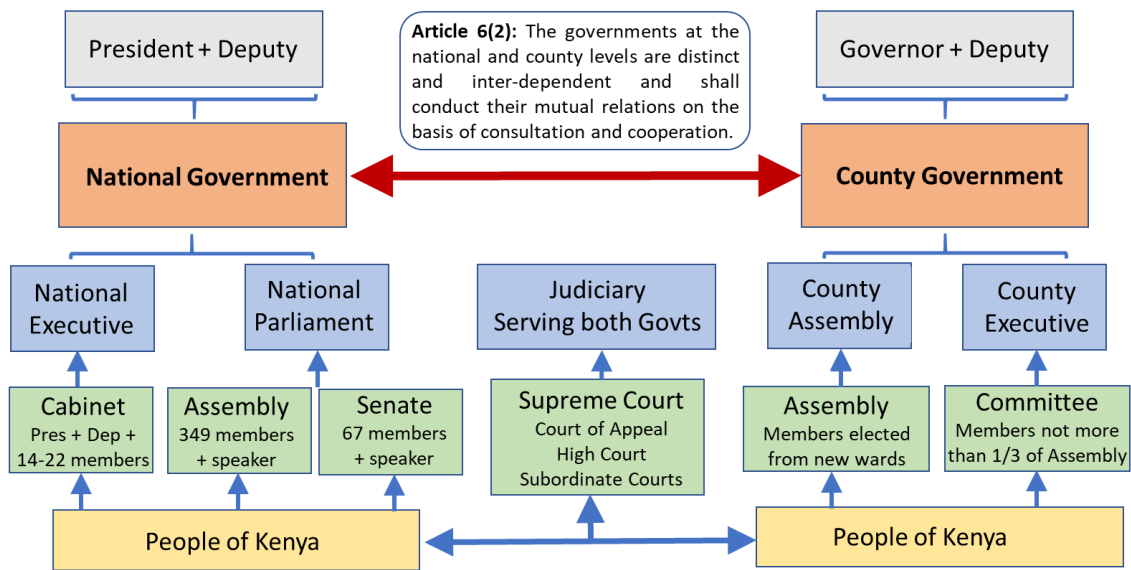 President + Deputy
Article 6(2): The governments at the
national and county levels are distinct
and inter-dependent and shall
conduct their mutual relations on the
basis of consultation and cooperation.
Governor + Deputy
National Government
County Government
National
Executive
National
Parliament
Judiciary
Serving both Govts
County
Assembly
County
Executive
Cabinet
Pres + Dep +
14-22 members
Assembly
349 members
+ speaker
Senate
67 members
+ speaker
Supreme Court
Court of Appeal
High Court
Subordinate Courts
Assembly
Members elected
from new wards
Committee
Members not more
than 1/3 of Assembly
People of Kenya
People of Kenya